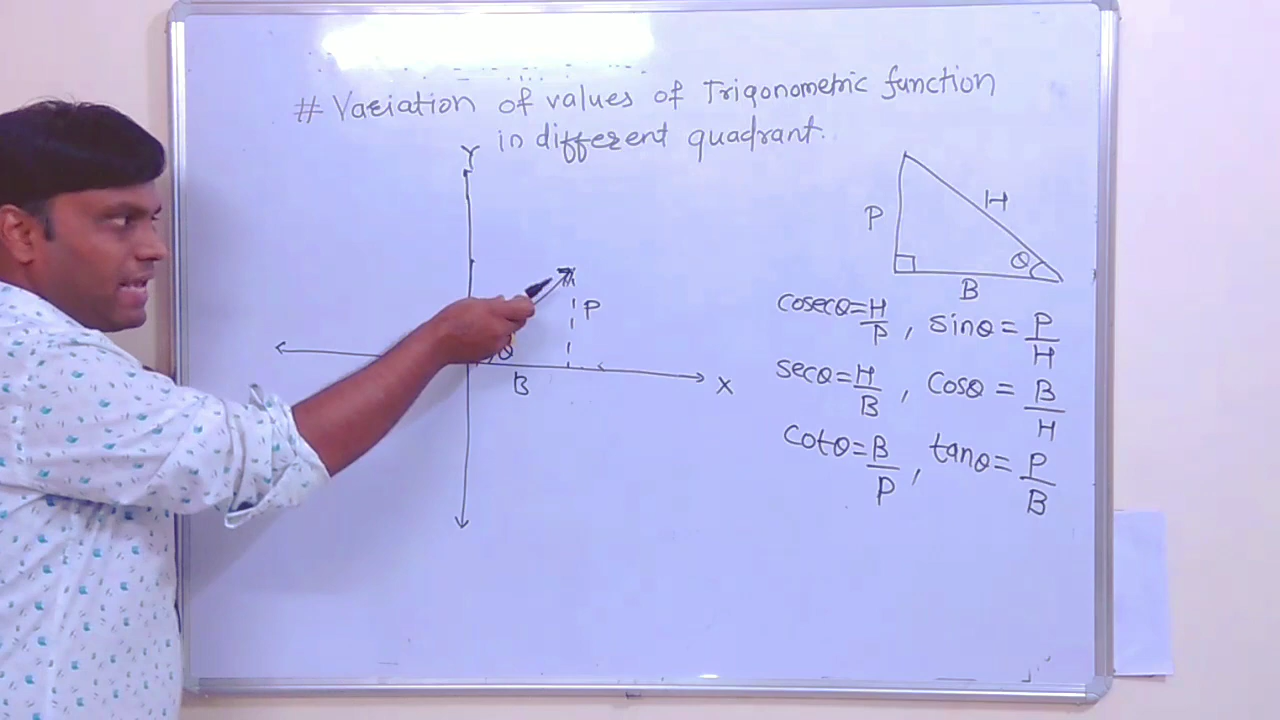 # Variation of values of Trigonometric function
in different quadrant.
Y
P
θ
B
X
P
H
θ
B
cosecθ=H/P, sinθ=P/H
secθ=H/B, Cosθ=B/H
cotθ=B/P, tanθ=P/B